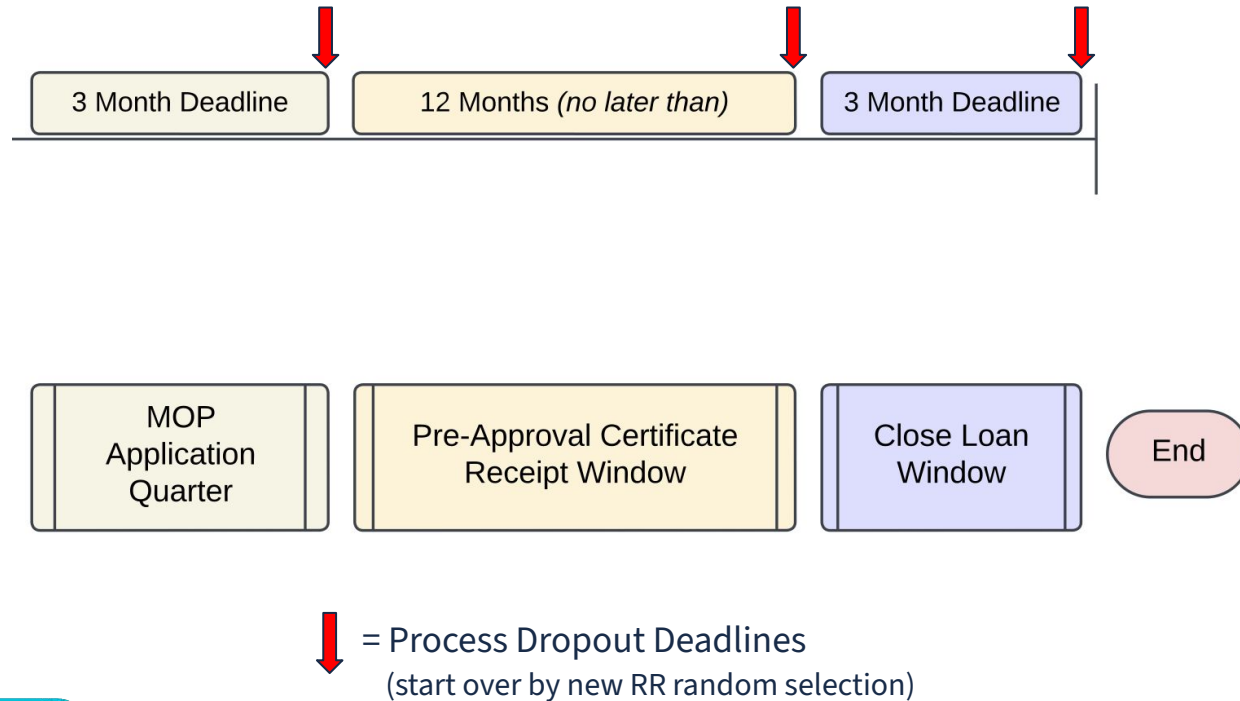 3 Month Deadline
12 Months (no later than)
3 Month Deadline
MOP
Application
Quarter
Pre-Approval Certificate
Receipt Window
Close Loan
Window
End
= Process Dropout Deadlines
(start over by new RR random selection)